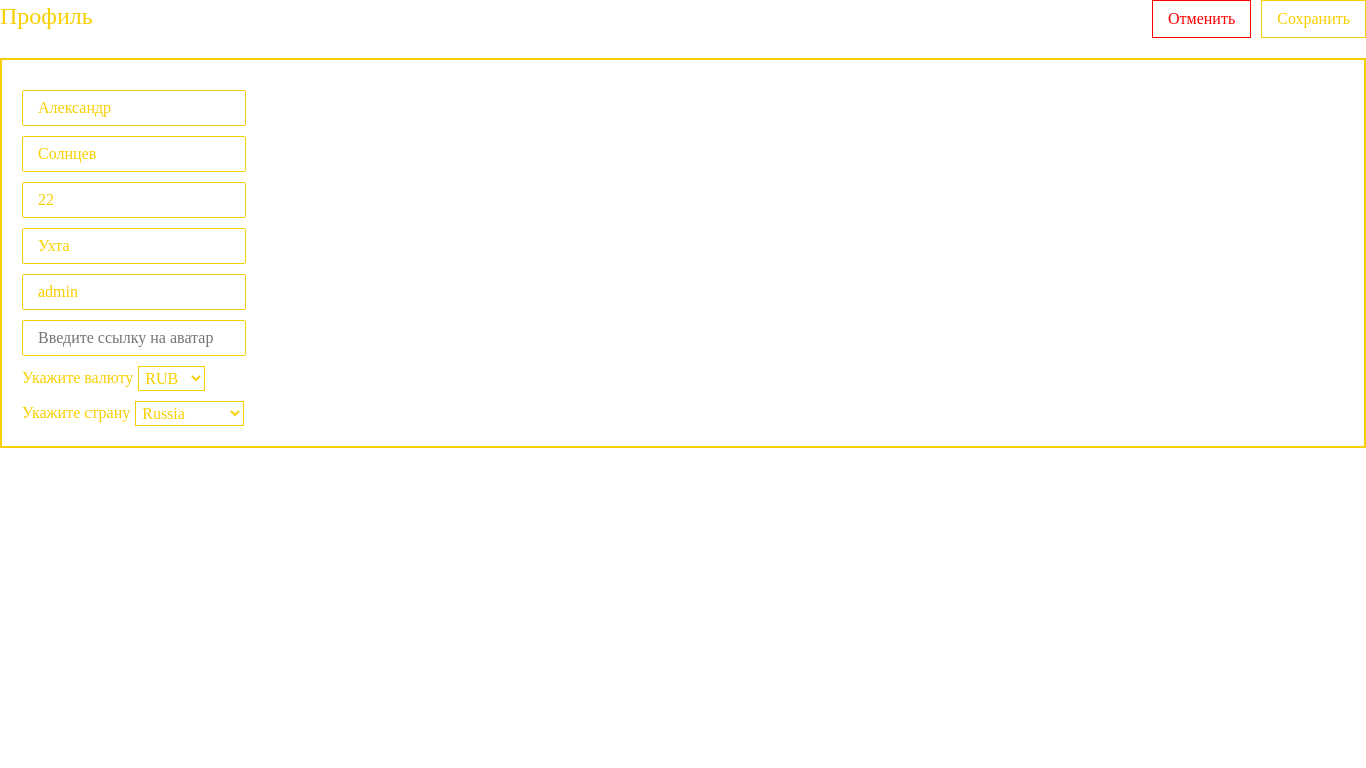 Профиль
Отменить
Сохранить
Александр
Солнцев
22
Ухта
admin
Введите ссылку на аватар
Укажите валюту RUB
Укажите страну Russia